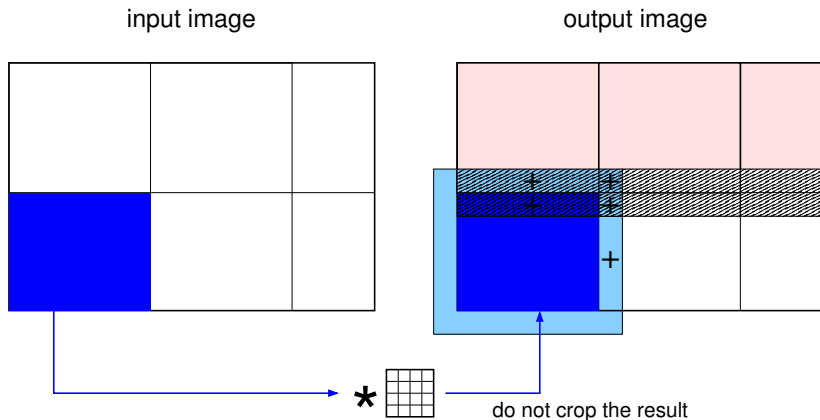 input image
output image
+ +
+ +
+
*
do not crop the result